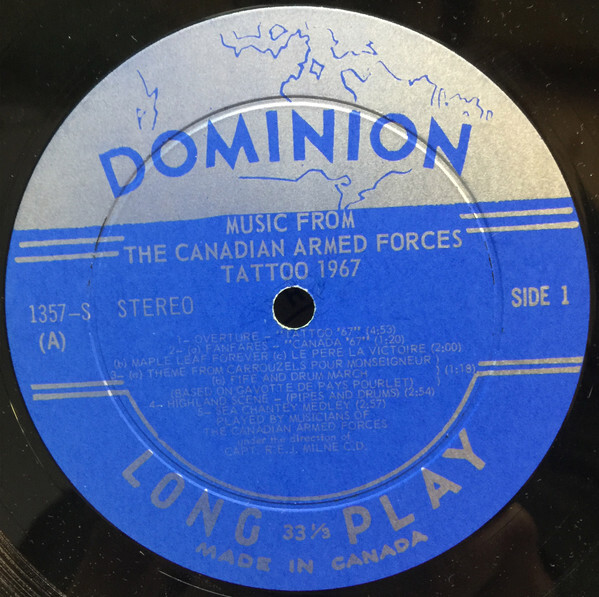 DOMINION
MUSIC FROM
THE CANADIAN ARMED FORCES
TATTOO 1967
1357-S STEREO
(A)
SIDE 1
1- OVERTURE - "TATTOO '67" (4:53)
2- (a) FANFARES - "CANADA '67" (1:20)
(b) MAPLE LEAF FOREVER (c) LE PERE LA VICTOIRE (2:00)
(a) THEME FROM CARROUZELS POUR MONSEIGNEUR
(b) FIFE AND DRUM MARCH } (1:18)
(BASED ON GAVOTTE DE PAYS POURLET)
4- HIGHLAND SCENE - (PIPES AND DRUMS) (2:54)
5- SEA CHANTEY MEDLEY (2:57)
PLAYED BY MUSICIANS OF
THE CANADIAN ARMED FORCES
under the direction of
CAPT. R.E.J. MILNE C.D.
LONG PLAY
33⅓
MADE IN CANADA